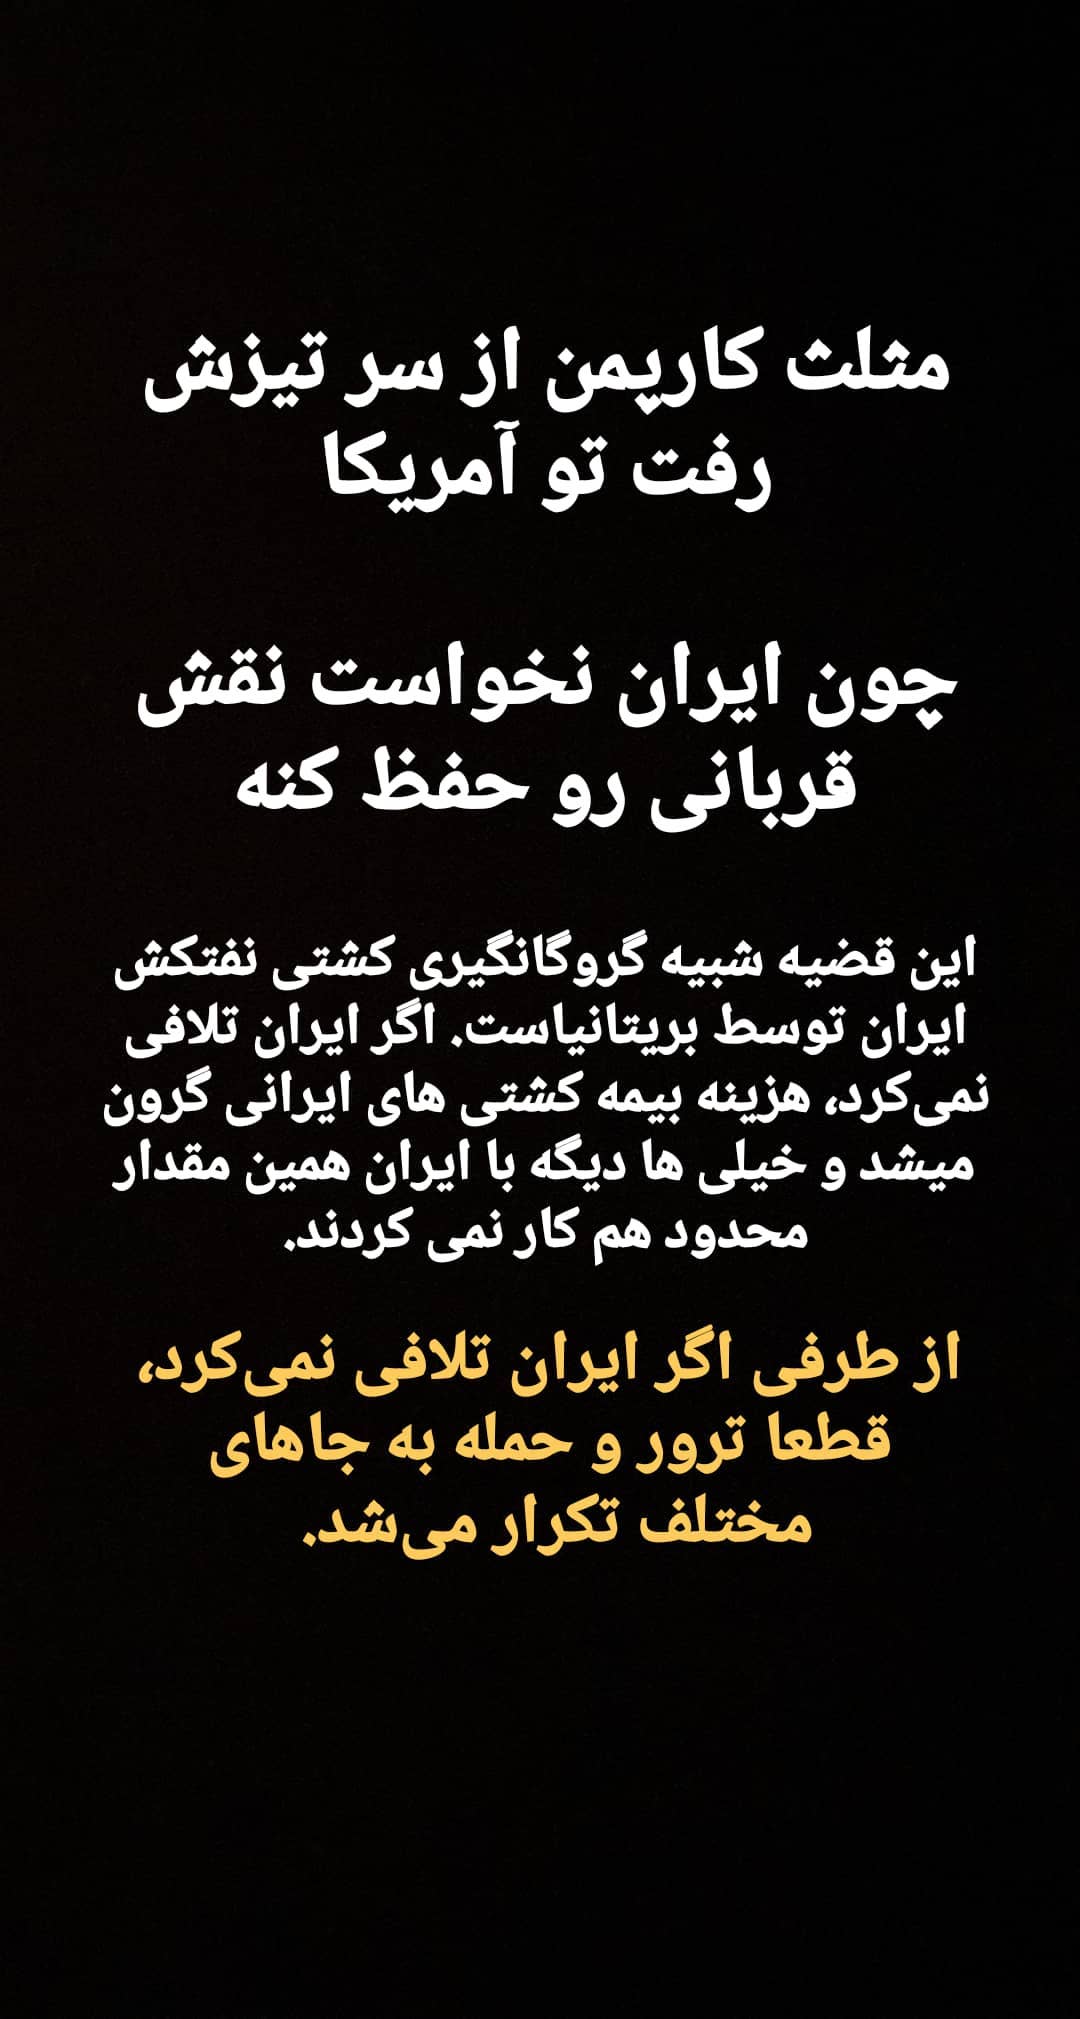 مثلث کارپمن از سر تیزش
رفت تو آمریکا
چون ایران نخواست نقش
قربانی رو حفظ کنه
این قضیه شبیه گروگانگیری کشتی نفتکش
ایران توسط بریتانیاست. اگر ایران تلافی
نمی‌کرد، هزینه بیمه کشتی های ایرانی گرون
میشد و خیلی ها دیگه با ایران همین مقدار
محدود هم کار نمی کردند.
از طرفی اگر ایران تلافی نمی‌کرد،
قطعا ترور و حمله به جاهای
مختلف تکرار می‌شد.